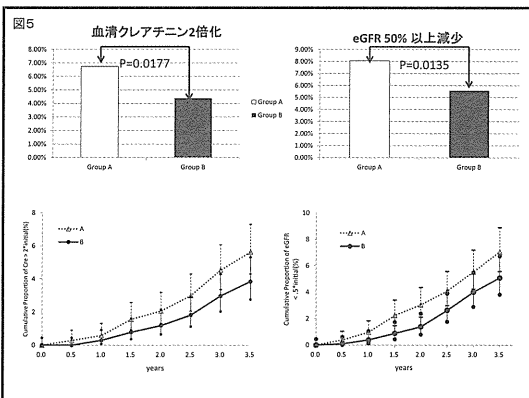 図5
血清クレアチニン2倍化
9.00%
8.00%
7.00%
6.00%
5.00%
4.00%
3.00%
2.00%
1.00%
0.00%
P=0.0177
Group A
Group B
Group A
Group B
eGFR 50% 以上減少
9.00%
8.00%
7.00%
6.00%
5.00%
4.00%
3.00%
2.00%
1.00%
0.00%
P=0.0135
Group A
Group B
Cumulative Proportion of Cre > 2*initial(%)
8
6
4
2
0
A
B
0.0 0.5 1.0 1.5 2.0 2.5 3.0 3.5
years
Cumulative Proportion of eGFR
< .5*initial(%)
10
8
6
4
2
0
A
B
0.0 0.5 1.0 1.5 2.0 2.5 3.0 3.5
years